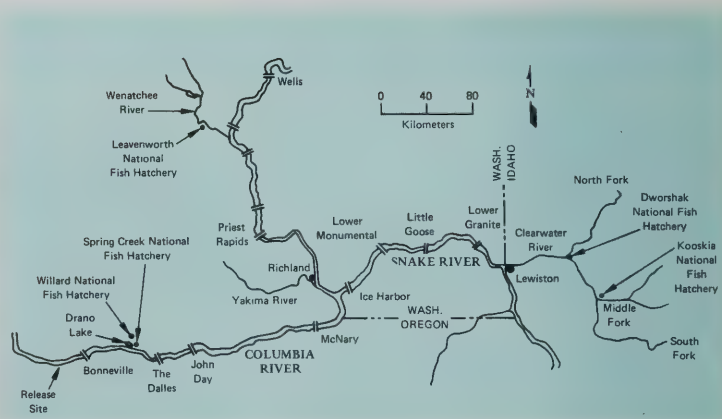 Wells
Wenatchee
River
Leavenworth
National
Fish Hatchery
0 40 80
Kilometers
N
WASH.
IDAHO
North Fork
Dworshak
National Fish
Hatchery
Kooskia
National
Fish
Hatchery
Clearwater
River
Lower
Granite
Little
Goose
Lower
Monumental
Priest
Rapids
SNAKE RIVER
Lewiston
Richland
Yakima River
Ice Harbor
Middle
Fork
South
Fork
WASH.
OREGON
McNary
Spring Creek National
Fish Hatchery
Willard National
Fish Hatchery
Drano
Lake
COLUMBIA
RIVER
John
Day
The
Dalles
Bonneville
Release
Site